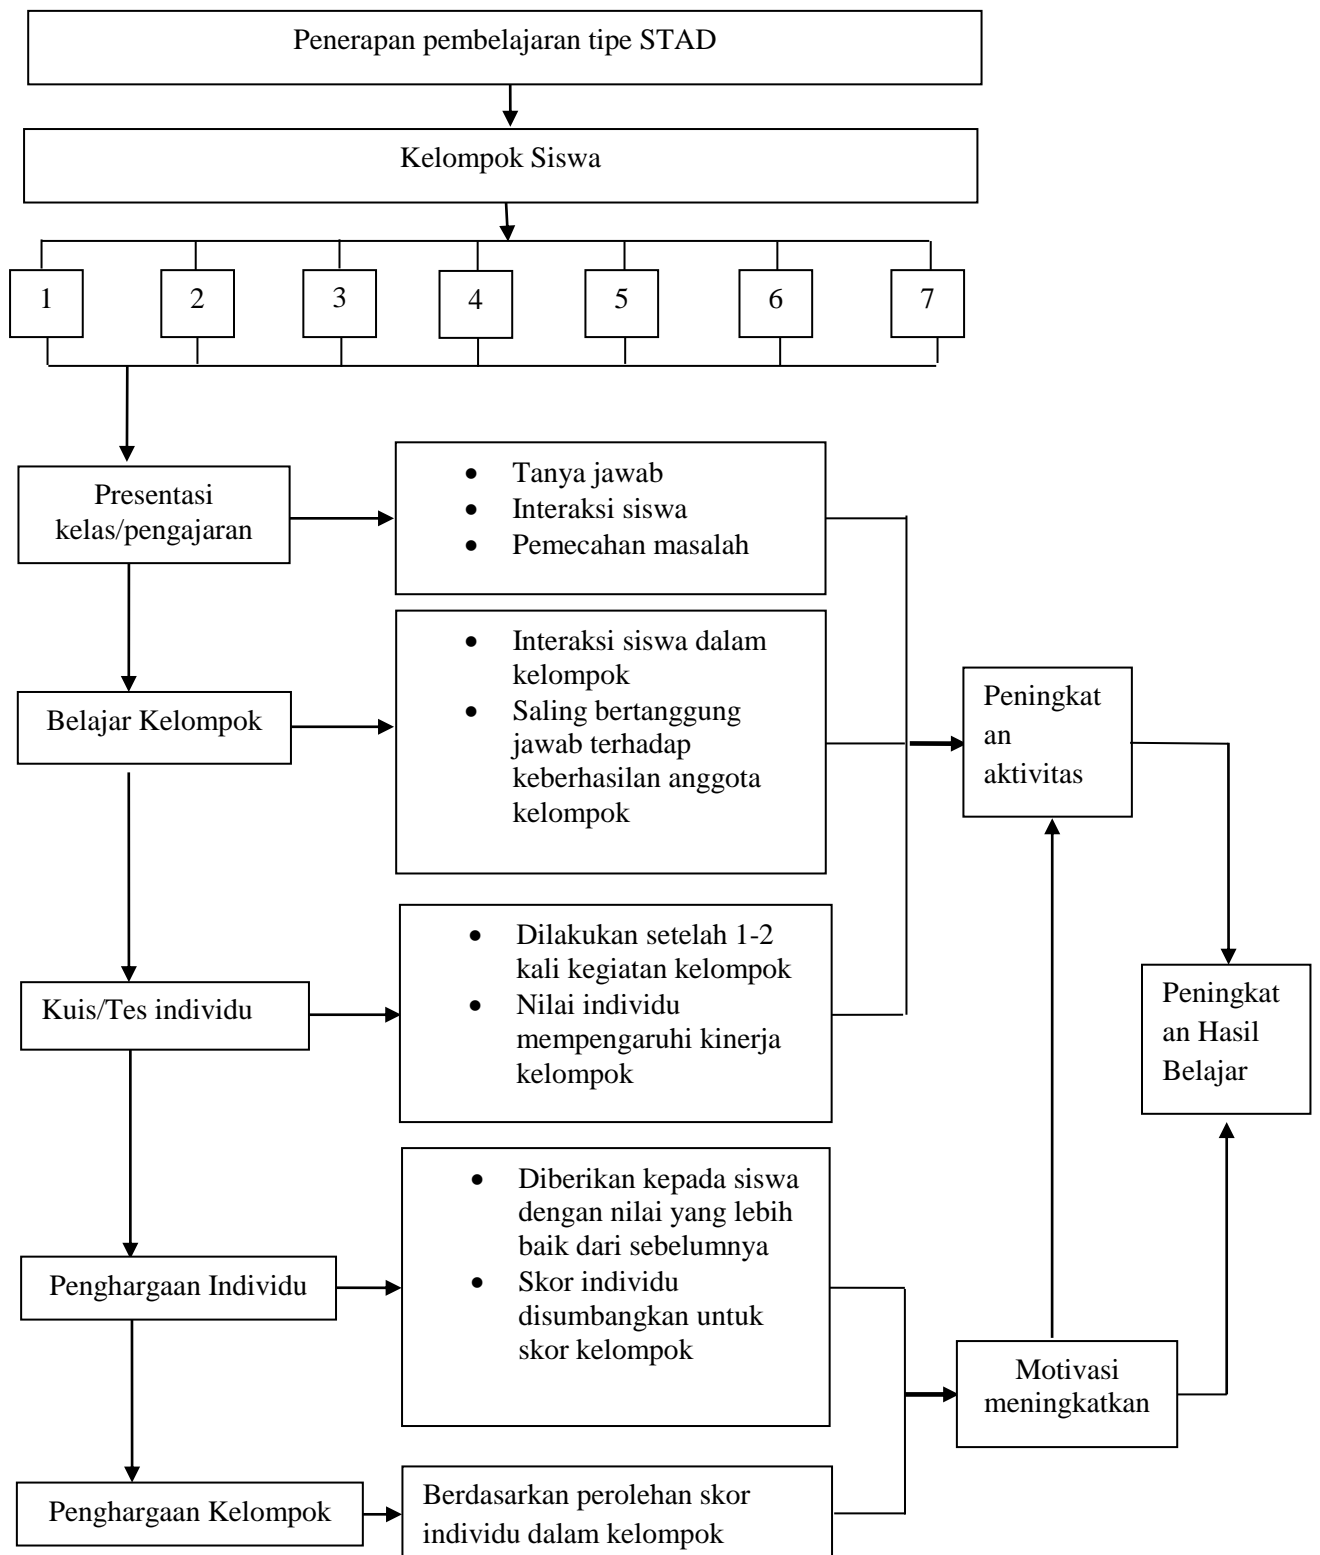 Penerapan pembelajaran tipe STAD
Kelompok Siswa
1 2 3 4 5 6 7
Presentasi
kelas/pengajaran
• Tanya jawab
• Interaksi siswa
• Pemecahan masalah
Belajar Kelompok
• Interaksi siswa dalam
kelompok
• Saling bertanggung
jawab terhadap
keberhasilan anggota
kelompok
Peningkat
an
aktivitas
Kuis/Tes individu
• Dilakukan setelah 1-2
kali kegiatan kelompok
• Nilai individu
mempengaruhi kinerja
kelompok
Peningkat
an Hasil
Belajar
Penghargaan Individu
• Diberikan kepada siswa
dengan nilai yang lebih
baik dari sebelumnya
• Skor individu
disumbangkan untuk
skor kelompok
Motivasi
meningkatkan
Penghargaan Kelompok
Berdasarkan perolehan skor
individu dalam kelompok